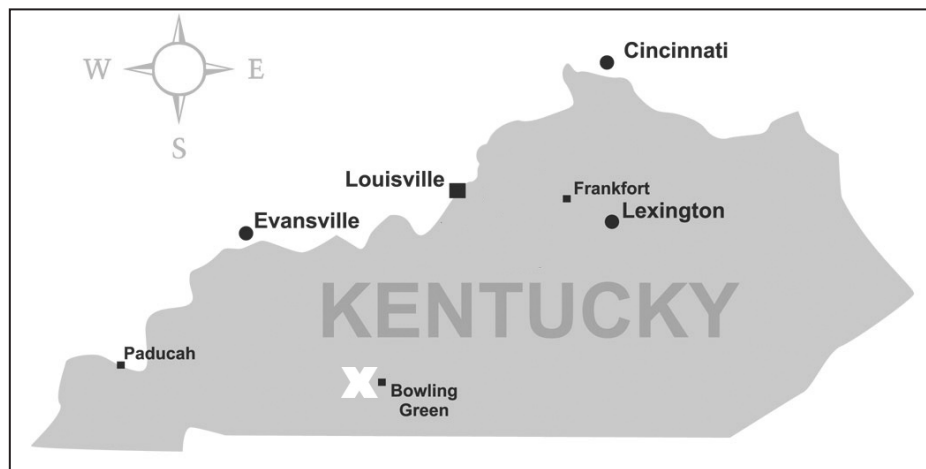 Cincinnati
W E
S
Louisville
Frankfort
Lexington
Evansville
KENTUCKY
Paducah
X
Bowling
Green